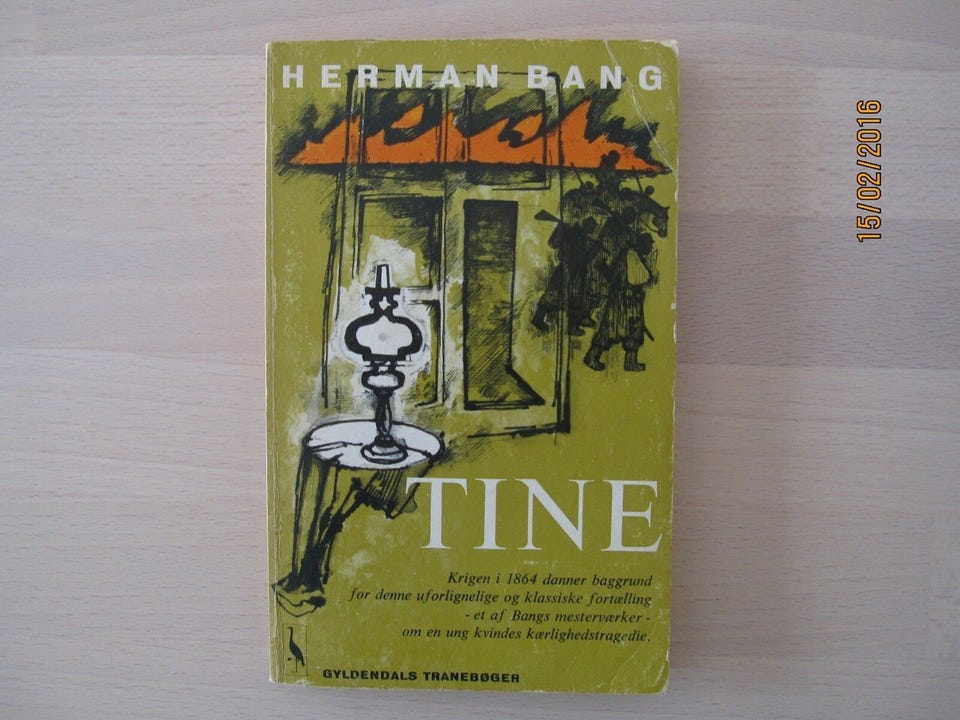 HERMAN BANG
TINE
Krigen i 1864 danner baggrund
for denne uforlignelige og klassiske fortælling
- et af Bangs mesterværker -
om en ung kvindes kærlighedstragedie.
GYLDENDALS TRANEBØGER
15/02/2016